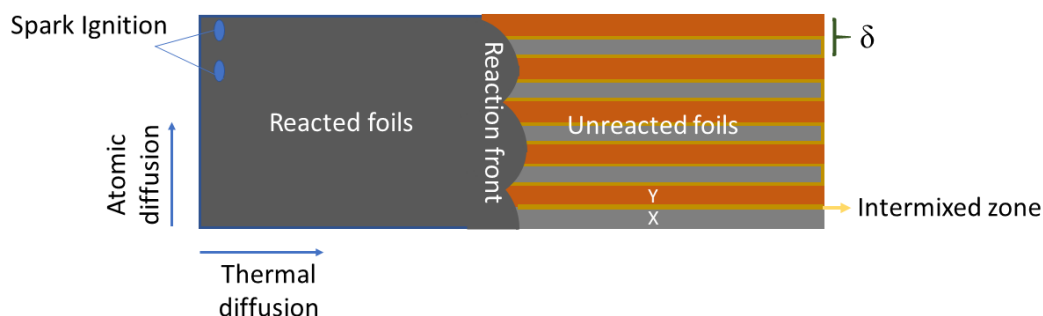 Spark Ignition
δ
Reaction front
Reacted foils
Unreacted foils
Atomic
diffusion
Y
X
Intermixed zone
Thermal
diffusion